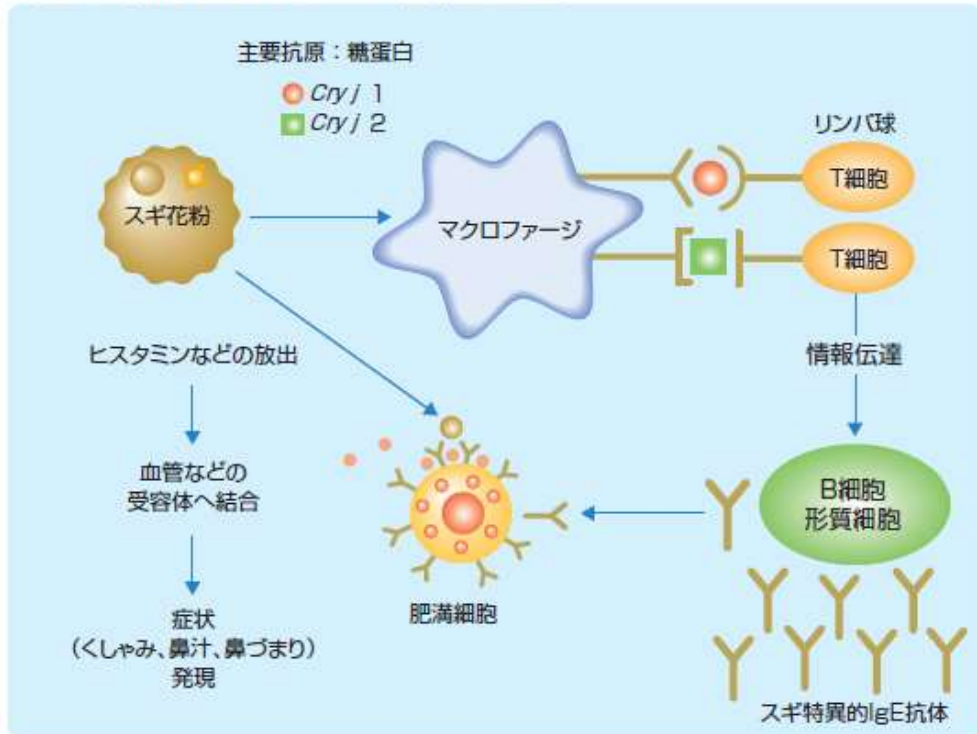 主要抗原：糖蛋白
Cry j 1
Cry j 2
リンパ球
T細胞
スギ花粉
マクロファージ
T細胞
ヒスタミンなどの放出
情報伝達
血管などの
受容体へ結合
B細胞
形質細胞
肥満細胞
症状
（くしゃみ、鼻汁、鼻づまり）
発現
スギ特異的IgE抗体